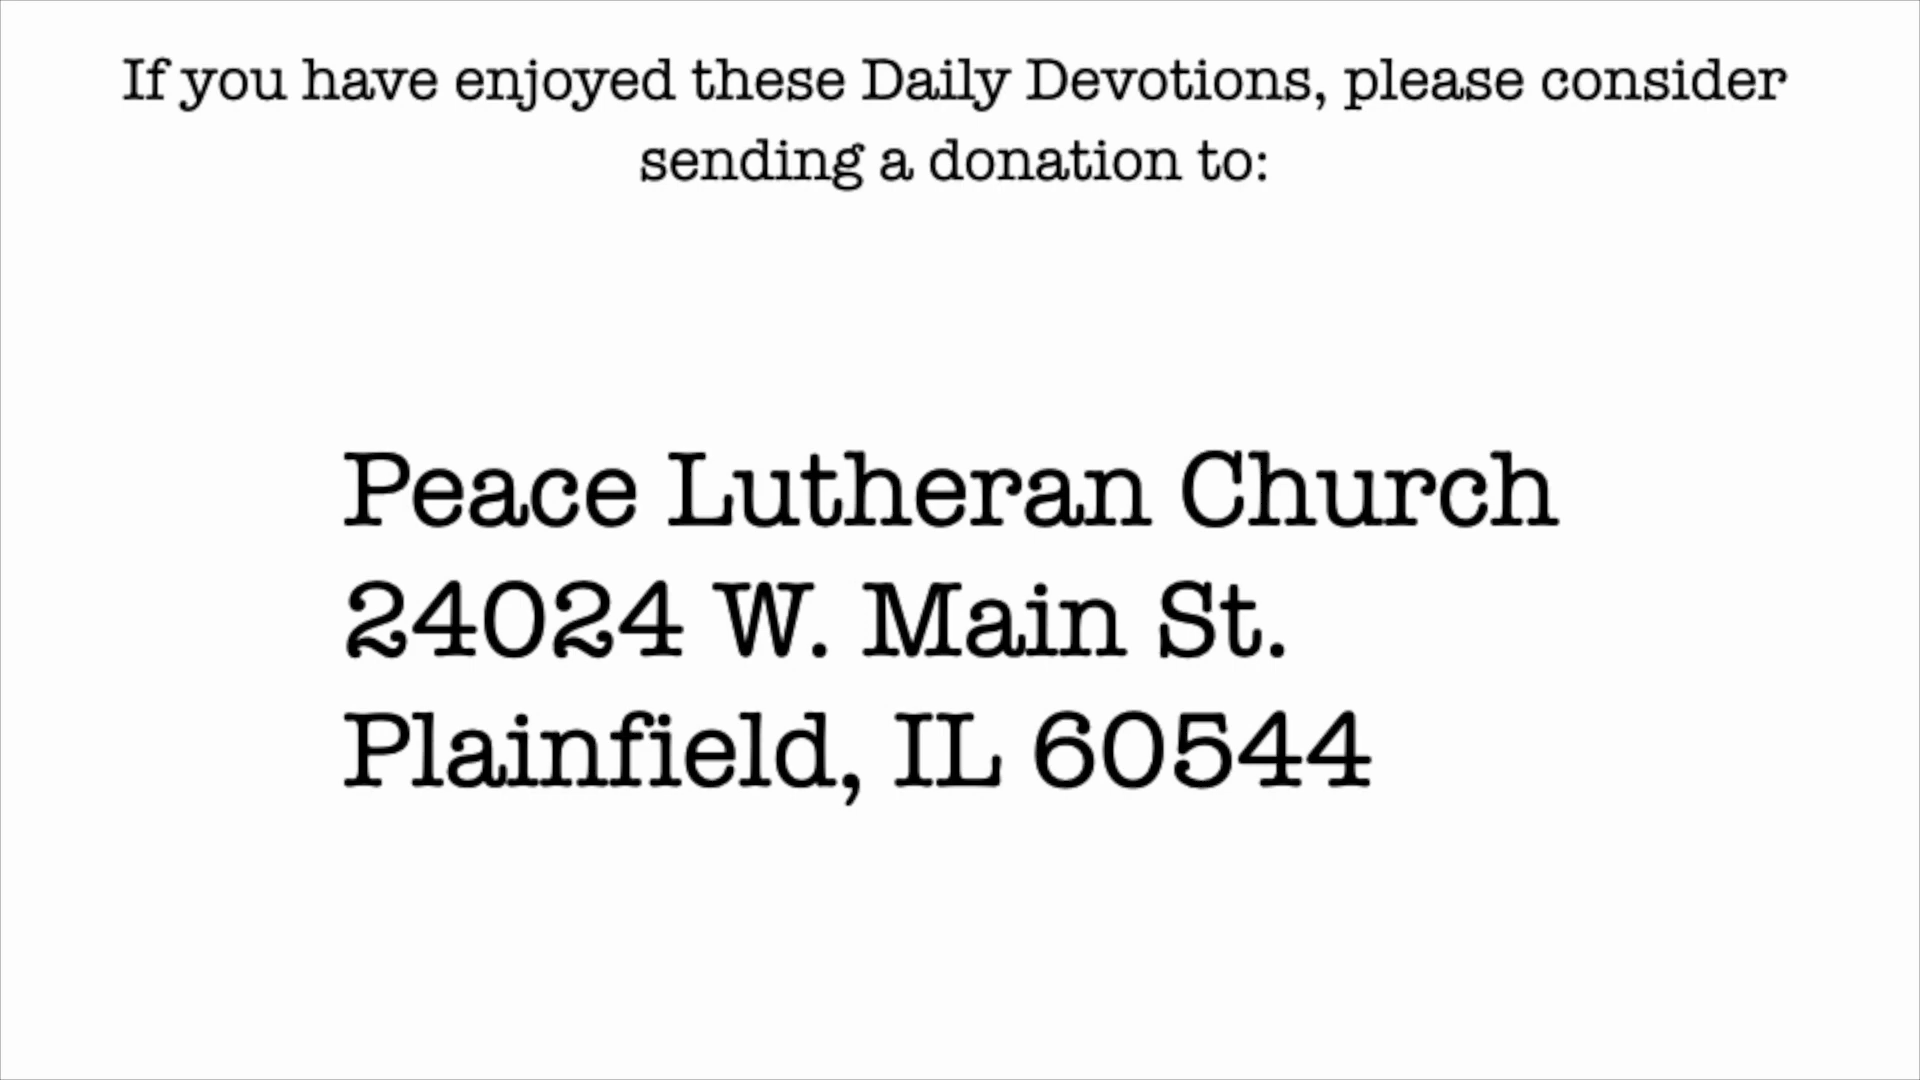 If you have enjoyed these Daily Devotions, please consider
sending a donation to:
Peace Lutheran Church
24024 W. Main St.
Plainfield, IL 60544